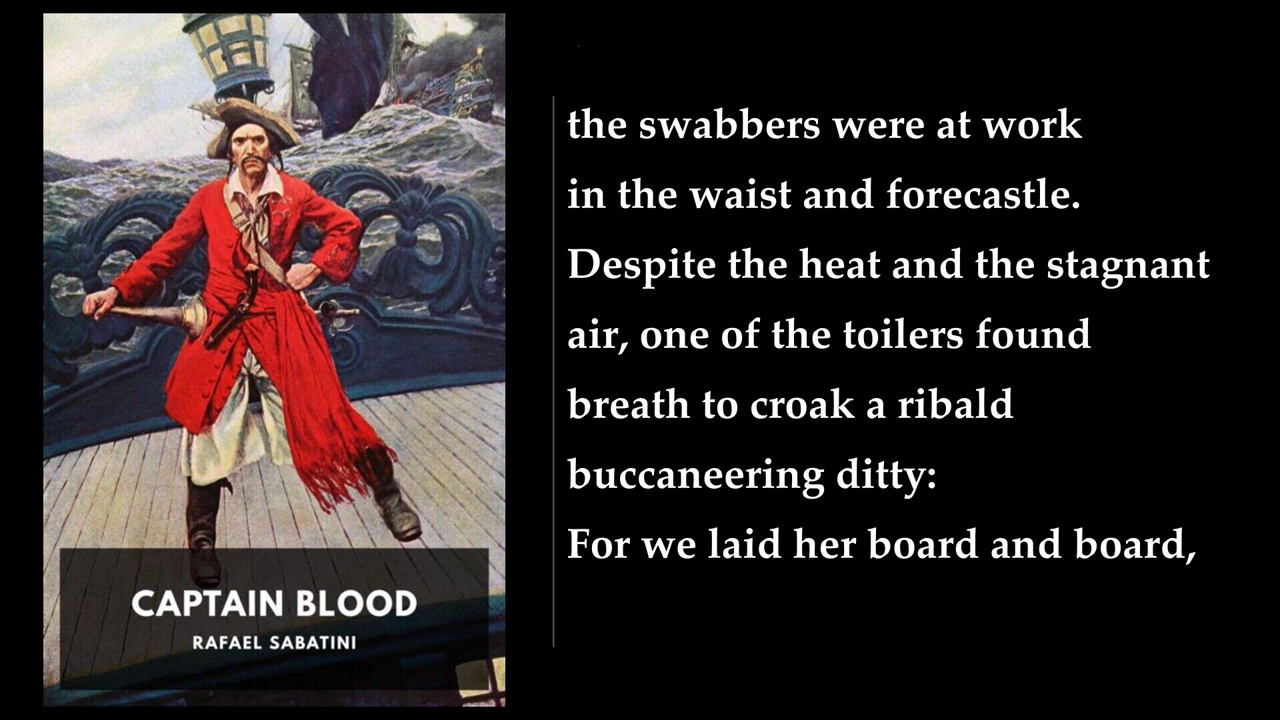 CAPTAIN BLOOD
RAFAEL SABATINI
the swabbers were at work
in the waist and forecastle.
Despite the heat and the stagnant
air, one of the toilers found
breath to croak a ribald
buccaneering ditty:
For we laid her board and board,